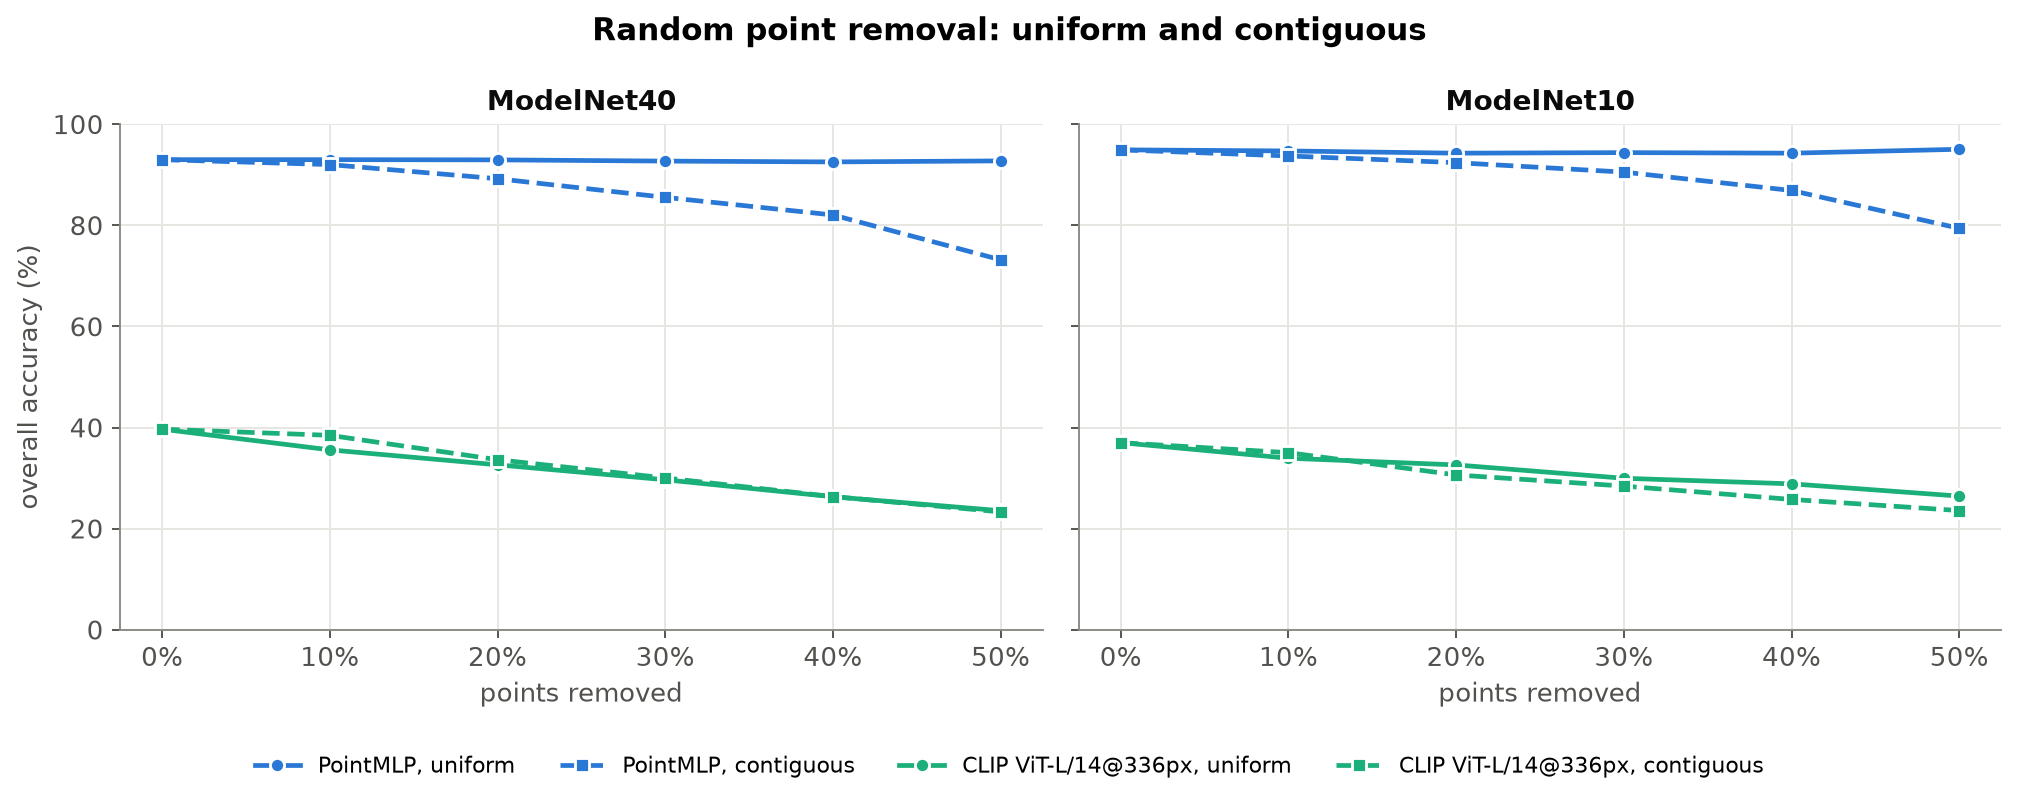 Random point removal: uniform and contiguous
ModelNet40
ModelNet10
overall accuracy (%)
100
80
60
40
20
0
0% 10% 20% 30% 40% 50%
0% 10% 20% 30% 40% 50%
points removed
points removed
PointMLP, uniform
PointMLP, contiguous
CLIP ViT-L/14@336px, uniform
CLIP ViT-L/14@336px, contiguous